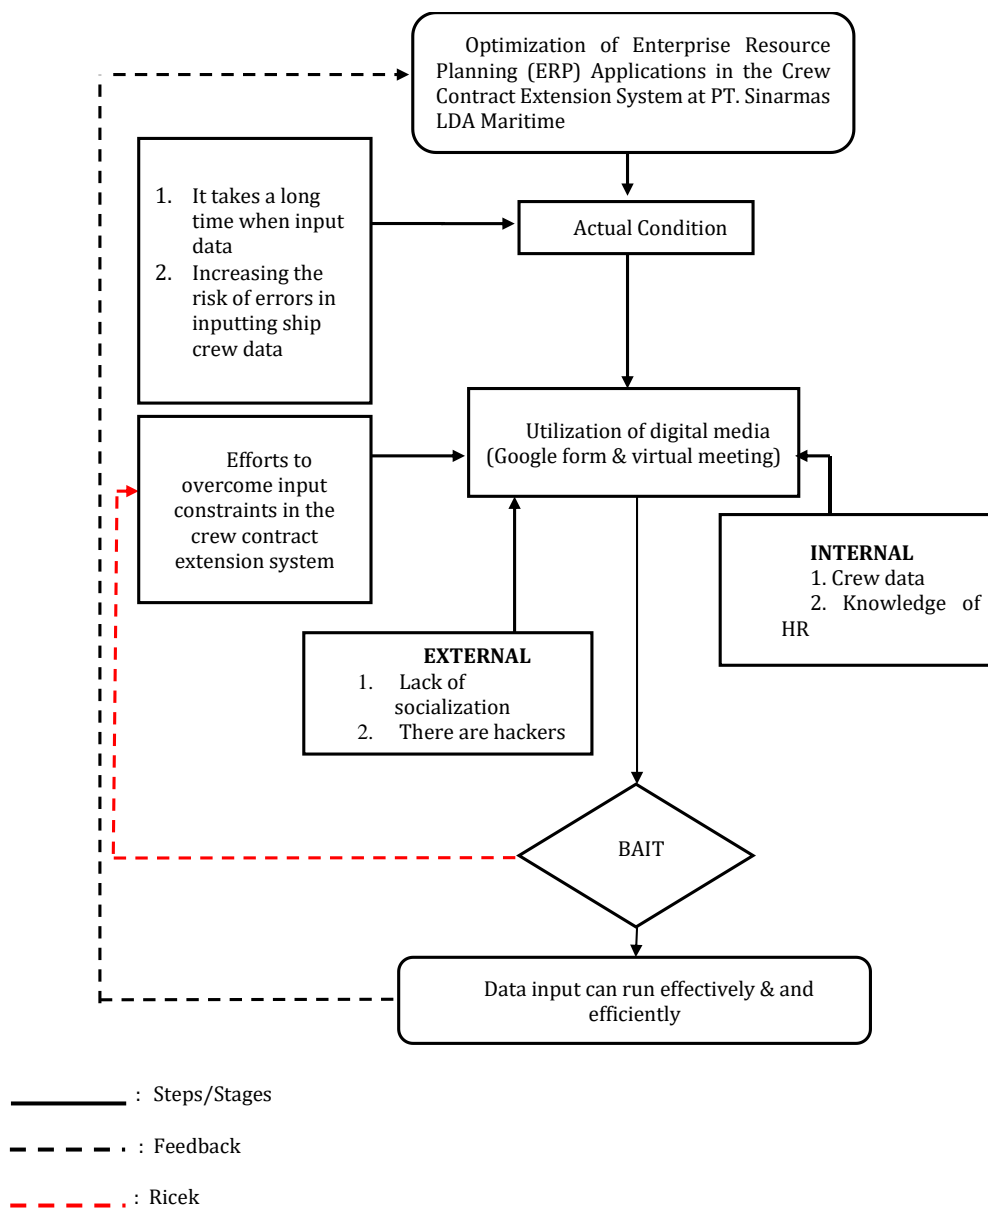 Optimization of Enterprise Resource
Planning (ERP) Applications in the Crew
Contract Extension System at PT. Sinarmas
LDA Maritime
1. It takes a long
time when input
data
2. Increasing the
risk of errors in
inputting ship
crew data
Actual Condition
Utilization of digital media
(Google form & virtual meeting)
Efforts to
overcome input
constraints in the
crew contract
extension system
INTERNAL
1. Crew data
2. Knowledge of
HR
EXTERNAL
1. Lack of
socialization
2. There are hackers
BAIT
Data input can run effectively & and
efficiently
: Steps/Stages
: Feedback
: Ricek